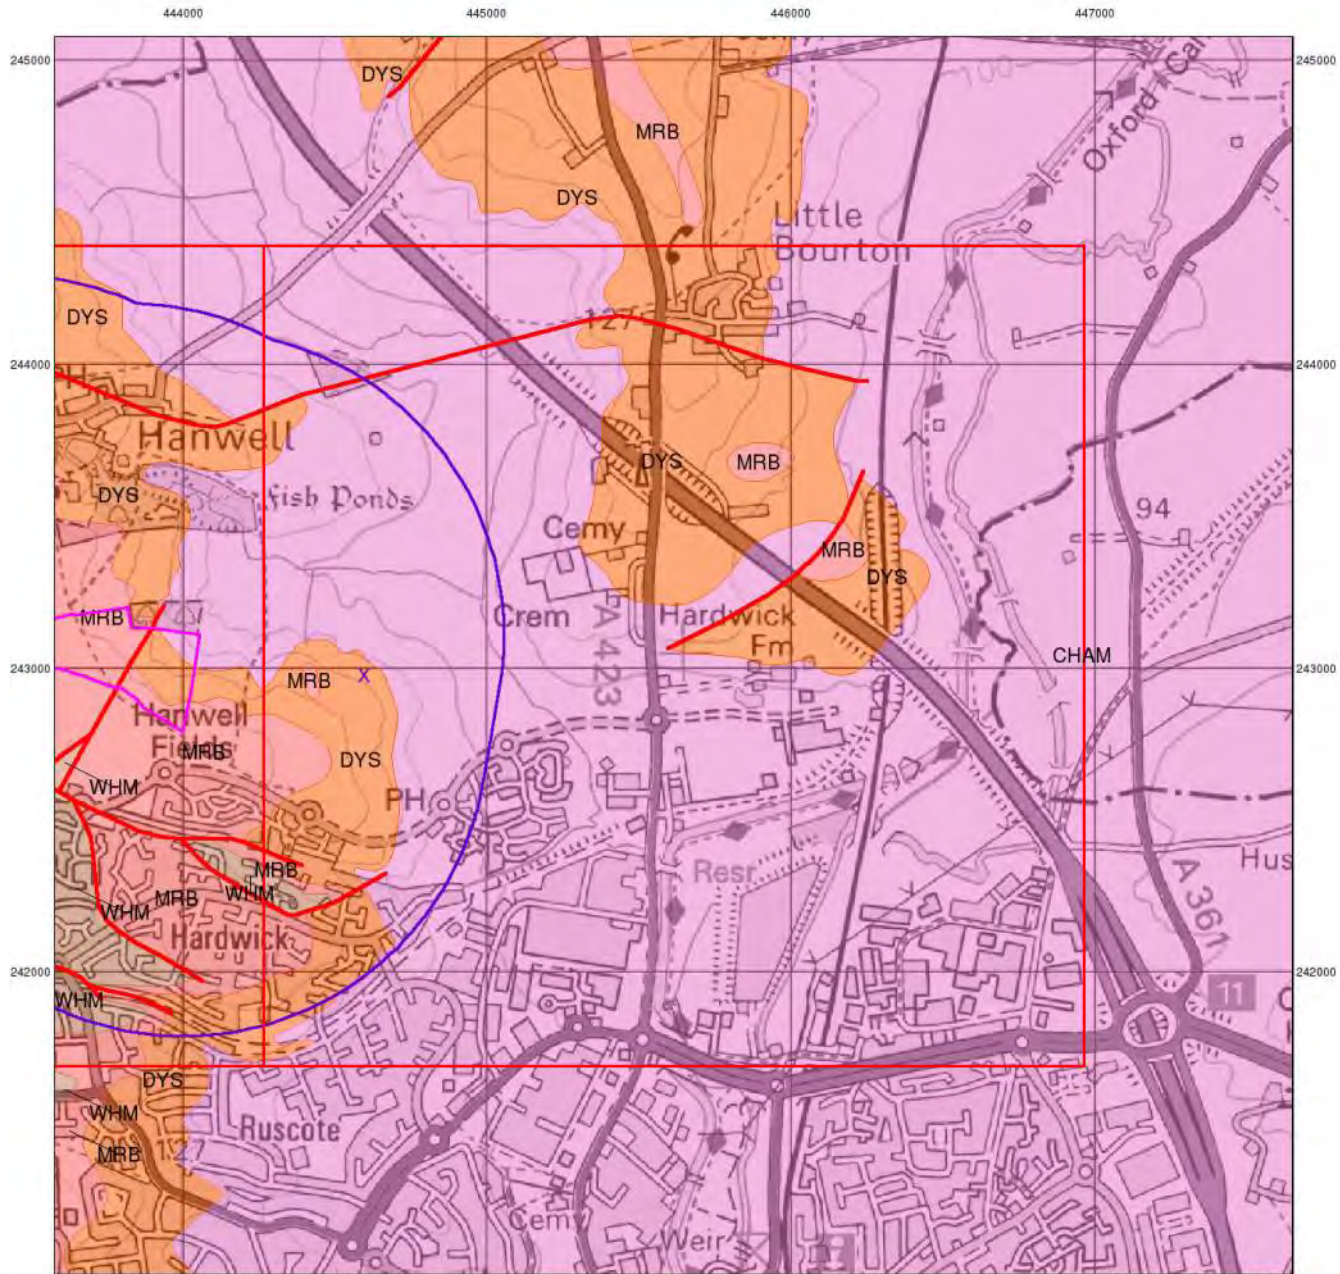 444000 445000 446000 447000
245000 245000
DYS
MRB
Oxford Can
DYS
Little
Bourton
DYS
127
244000 244000
Hanwell
DYS MRB
DYS
Fish Ponds
94
Cemy
MRB
DYS
MRB
Crem
Hardwick
Fm
A 423
CHAM
243000 243000
MRB
X
Hanwell
Fields
MRB
DYS
WHM
PH
MRB
WHM
Resr
Hus
MRB
WHM
A 361
Hardwick
242000 242000
WHM
11
DYS
WHM
Ruscote
MRB
12
Cemy
Weir